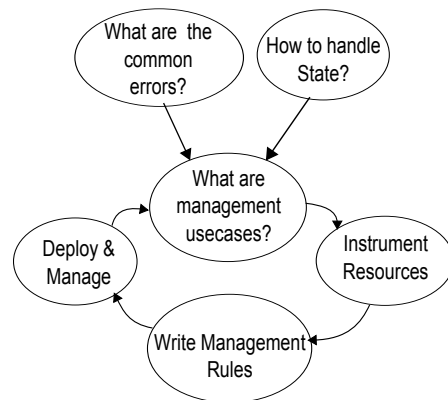 What are the
common
errors?
How to handle
State?
What are
management
usecases?
Deploy &
Manage
Instrument
Resources
Write Management
Rules